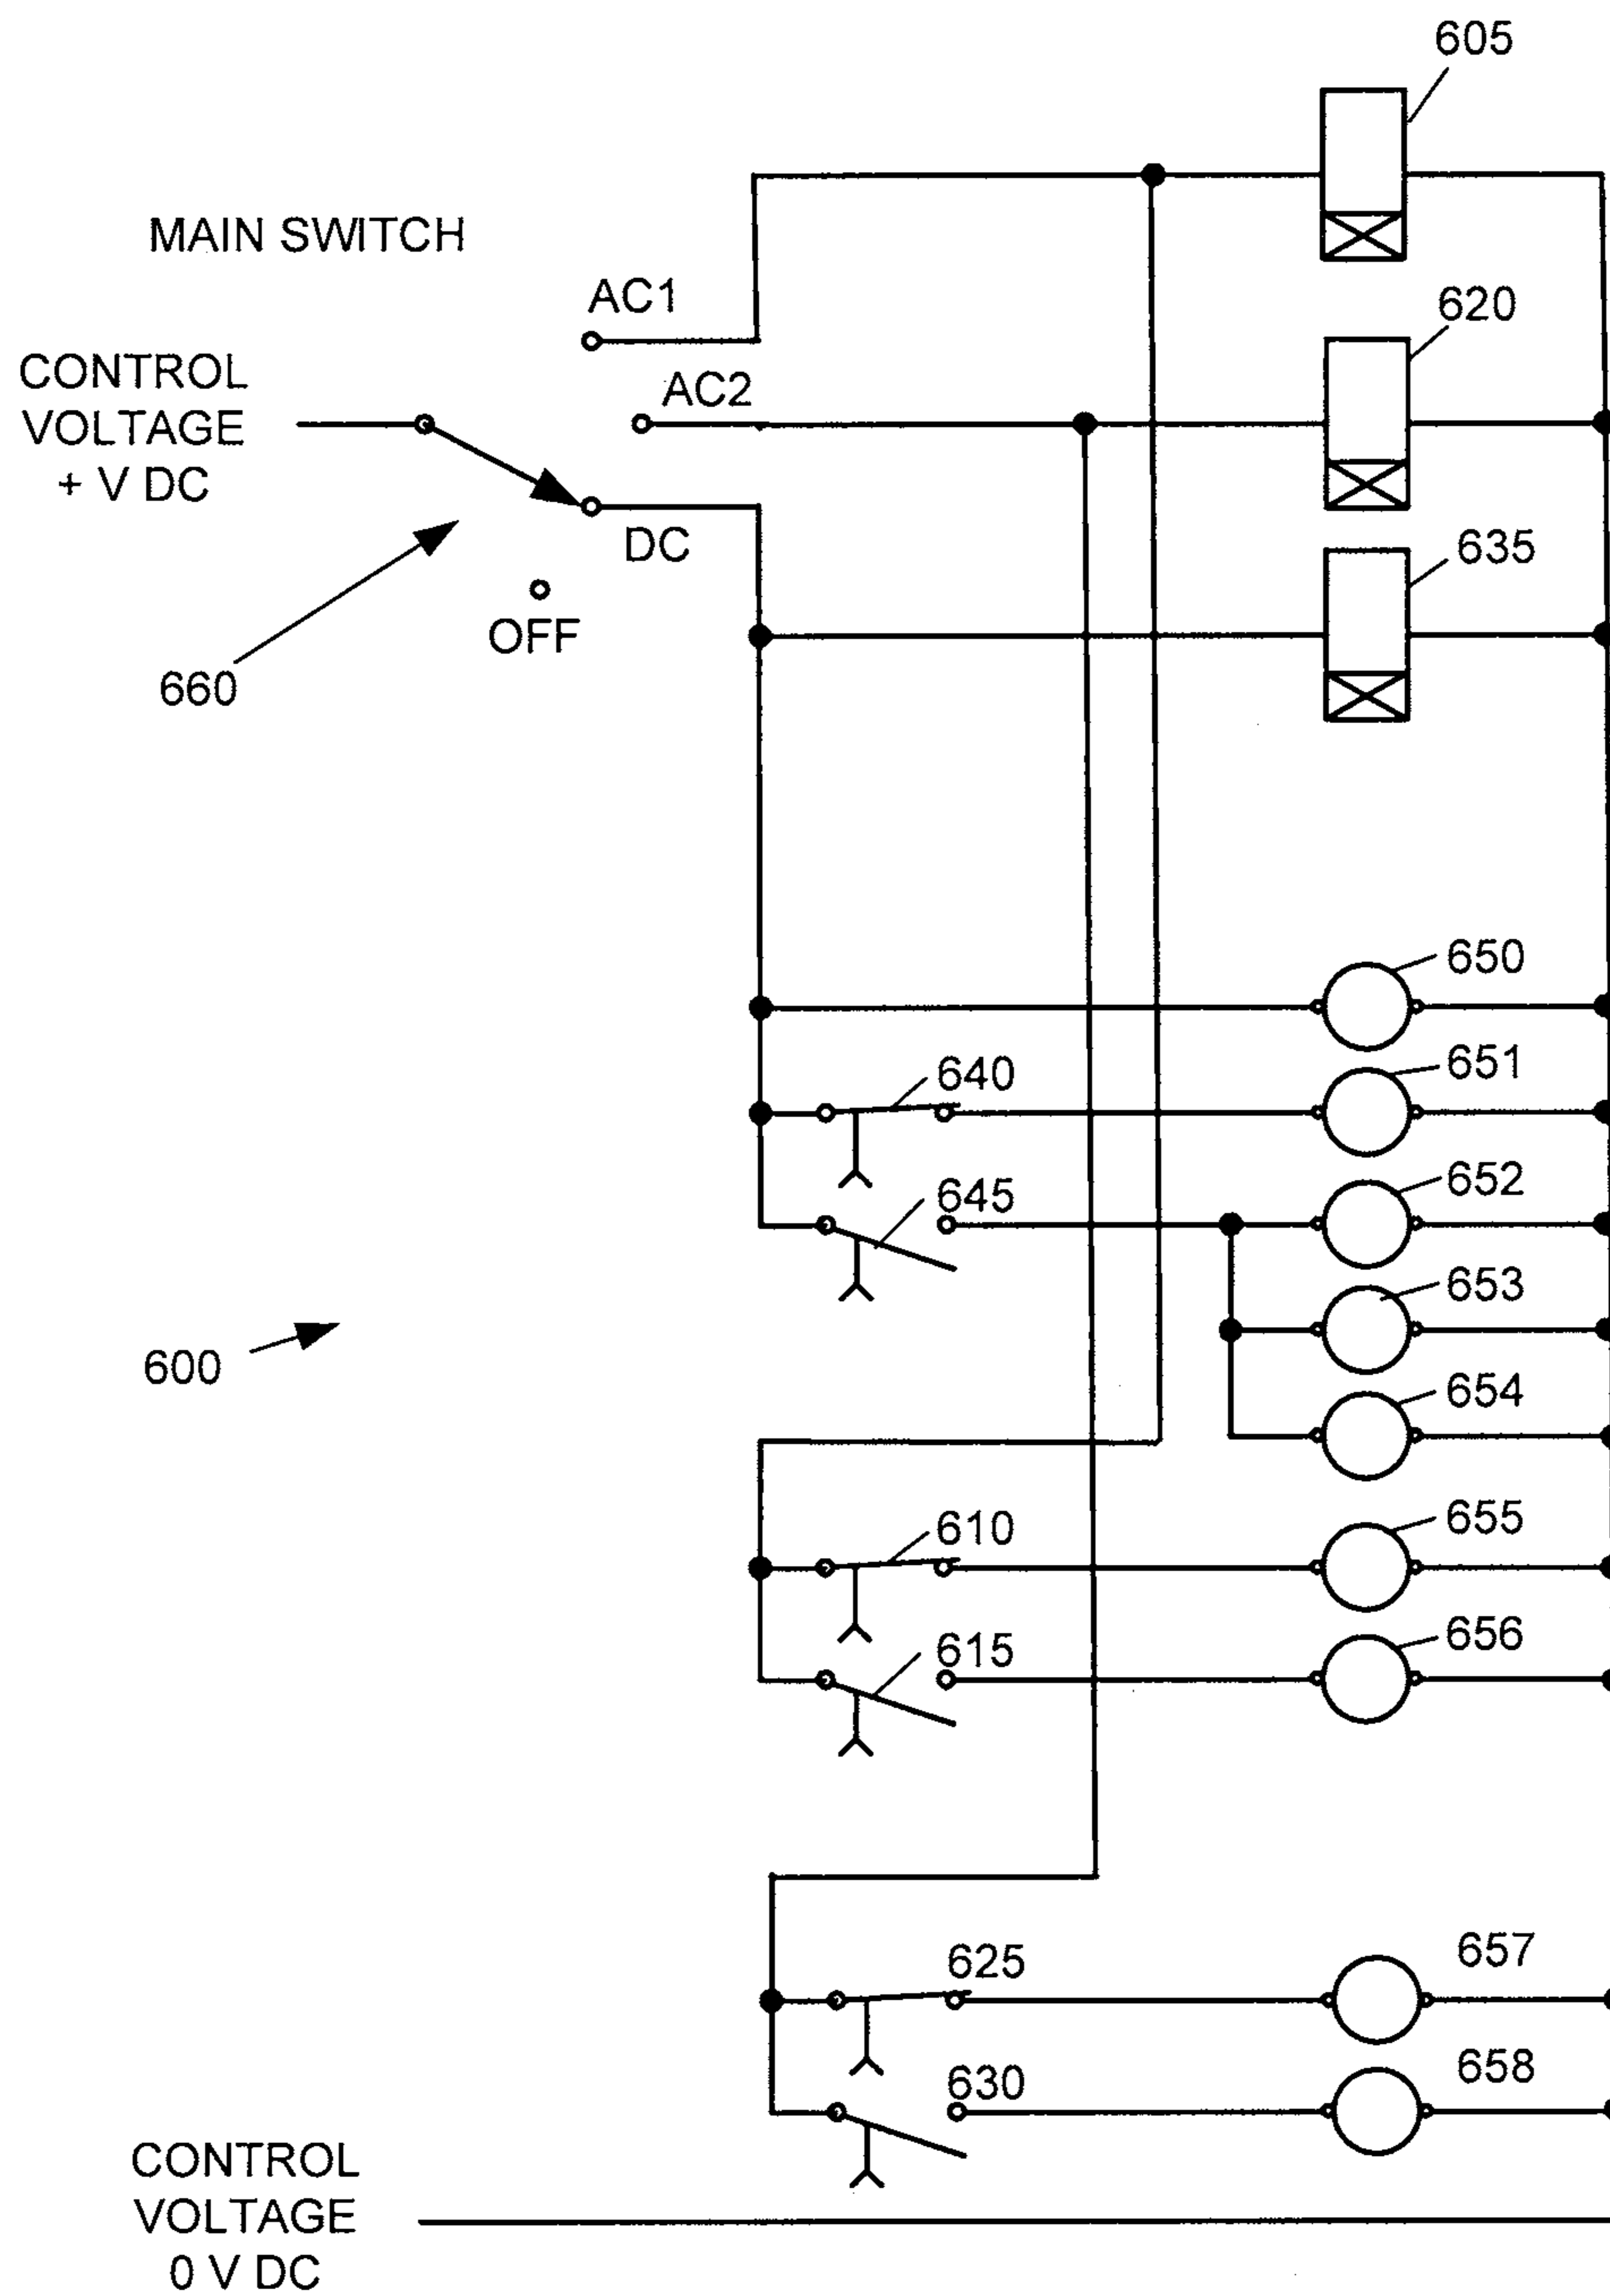 605
MAIN SWITCH
AC1
620
CONTROL
VOLTAGE
+ V DC
AC2
DC
635
OFF
660
650
640
651
645
652
653
600
654
610
655
615
656
625
657
630
658
CONTROL
VOLTAGE
0 V DC